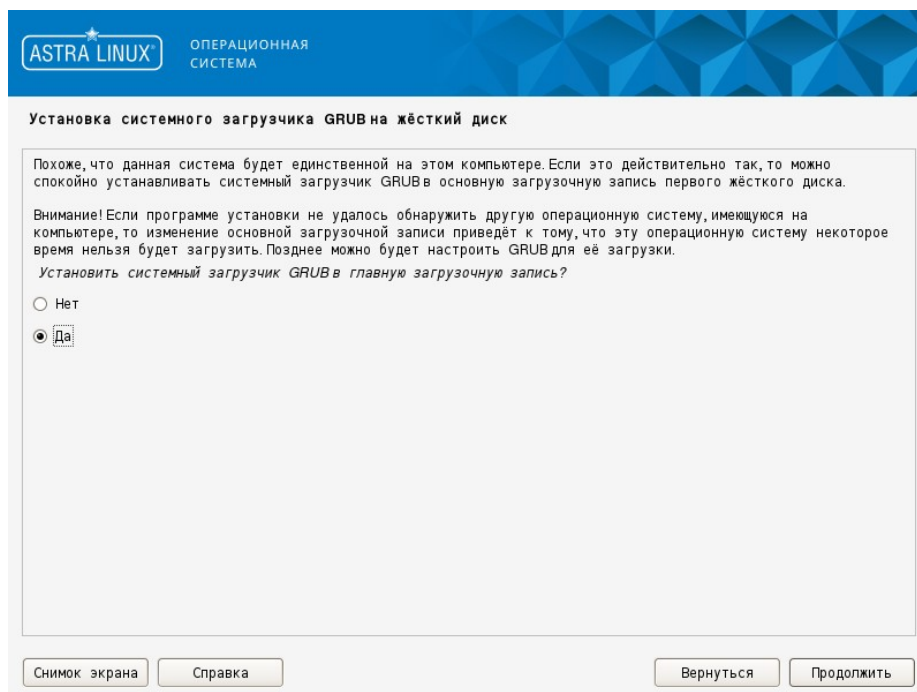 ASTRA LINUX®
ОПЕРАЦИОННАЯ
СИСТЕМА
Установка системного загрузчика GRUB на жёсткий диск
Похоже, что данная система будет единственной на этом компьютере. Если это действительно так, то можно
спокойно устанавливать системный загрузчик GRUB в основную загрузочную запись первого жёсткого диска.
Внимание! Если программе установки не удалось обнаружить другую операционную систему, имеющуюся на
компьютере, то изменение основной загрузочной записи приведёт к тому, что эту операционную систему некоторое
время нельзя будет загрузить. Позднее можно будет настроить GRUB для её загрузки.
Установить системный загрузчик GRUB в главную загрузочную запись?
Нет
Да
Снимок экрана Справка Вернуться Продолжить